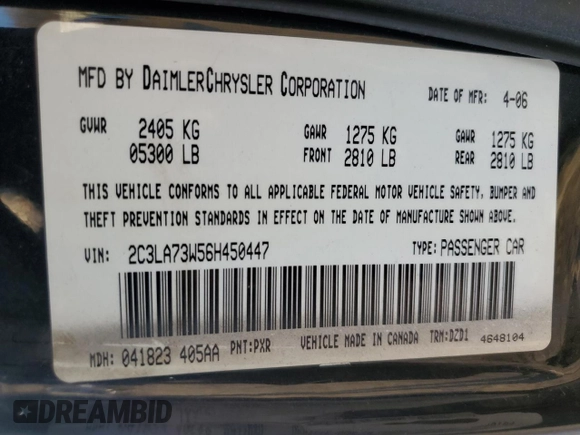 MFD BY DAIMLERCHRYSLER CORPORATION DATE OF MFR: 4-06
GVWR 2405 KG GAWR 1275 KG GAWR 1275 KG
05300 LB FRONT 2810 LB REAR 2810 LB
THIS VEHICLE CONFORMS TO ALL APPLICABLE FEDERAL MOTOR VEHICLE SAFETY, BUMPER AND
THEFT PREVENTION STANDARDS IN EFFECT ON THE DATE OF MANUFACTURE SHOWN ABOVE.
VIN: 2C3LA73W56H450447 TYPE: PASSENGER CAR
MDH: 041823 405AA PNT:PXR VEHICLE MADE IN CANADA TRM:DZD1 4648104
DREAMBID